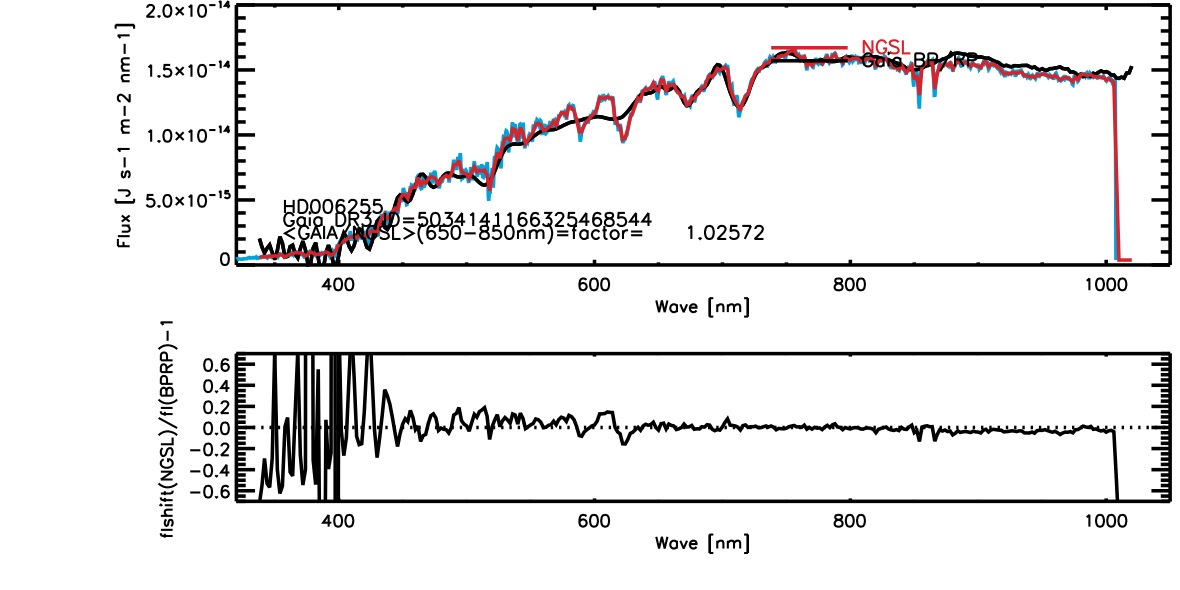 2.0×10−14
1.5×10−14
1.0×10−14
5.0×10−15
0
Flux [J s−1 m−2 nm−1]
NGSL
Gaia BP RP
HD006255
Gaia DR3 ID=5034141166325468544
<GAIA/NGSL>(650−850nm)=factor= 1.02572
400 600 800 1000
Wave [nm]
flshift(NGSL)/fl(BPRP)−1
0.6
0.4
0.2
0.0
−0.2
−0.4
−0.6
400 600 800 1000
Wave [nm]